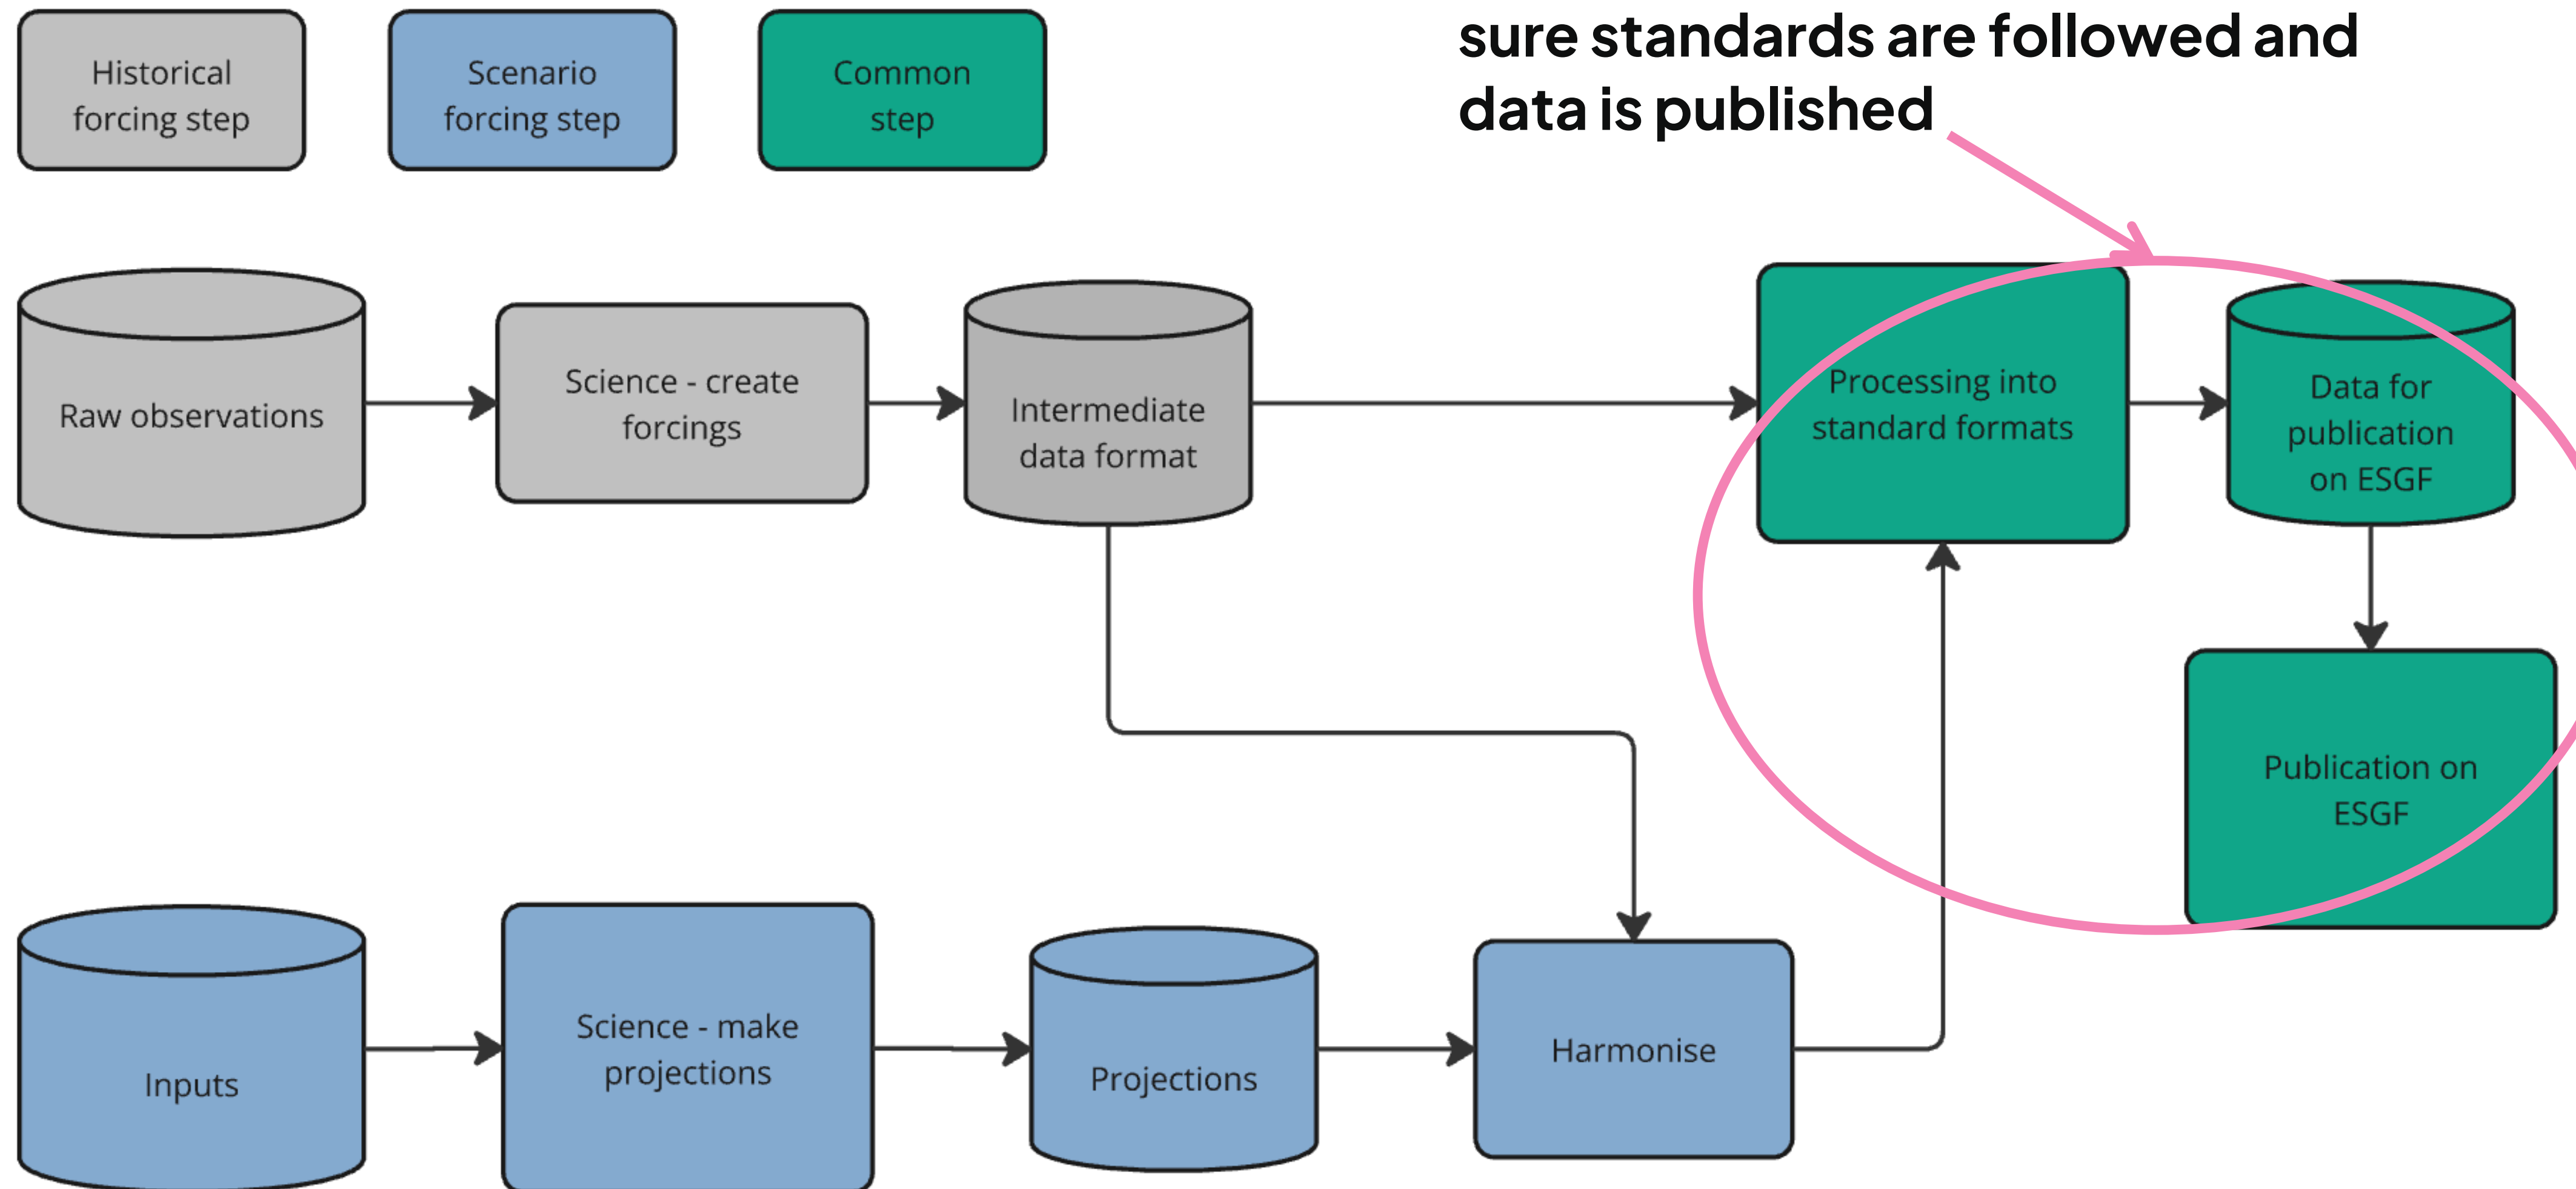 Historical
forcing step
Scenario
forcing step
Common
step
sure standards are followed and
data is published
Raw observations
Science - create
forcings
Intermediate
data format
Processing into
standard formats
Data for
publication
on ESGF
Publication on
ESGF
Inputs
Science - make
projections
Projections
Harmonise